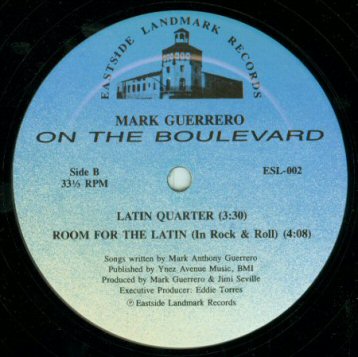 EASTSIDE LANDMARK RECORDS
MARK GUERRERO
ON THE BOULEVARD
Side B
33⅓ RPM
ESL-002
LATIN QUARTER (3:30)
ROOM FOR THE LATIN (In Rock & Roll) (4:08)
Songs written by Mark Anthony Guerrero
Published by Ynez Avenue Music, BMI
Produced by Mark Guerrero & Jimi Seville
Executive Producer: Eddie Torres
℗ Eastside Landmark Records